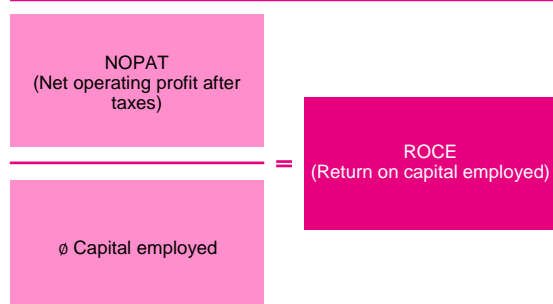 NOPAT
(Net operating profit after
taxes)
=
ROCE
(Return on capital employed)
ø Capital employed